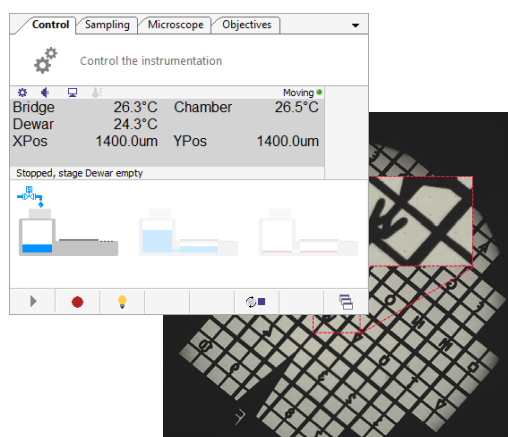 Control Sampling Microscope Objectives
Control the instrumentation
Moving
Bridge 26.3°C Chamber 26.5°C
Dewar 24.3°C
XPos 1400.0um YPos 1400.0um
Stopped, stage Dewar empty